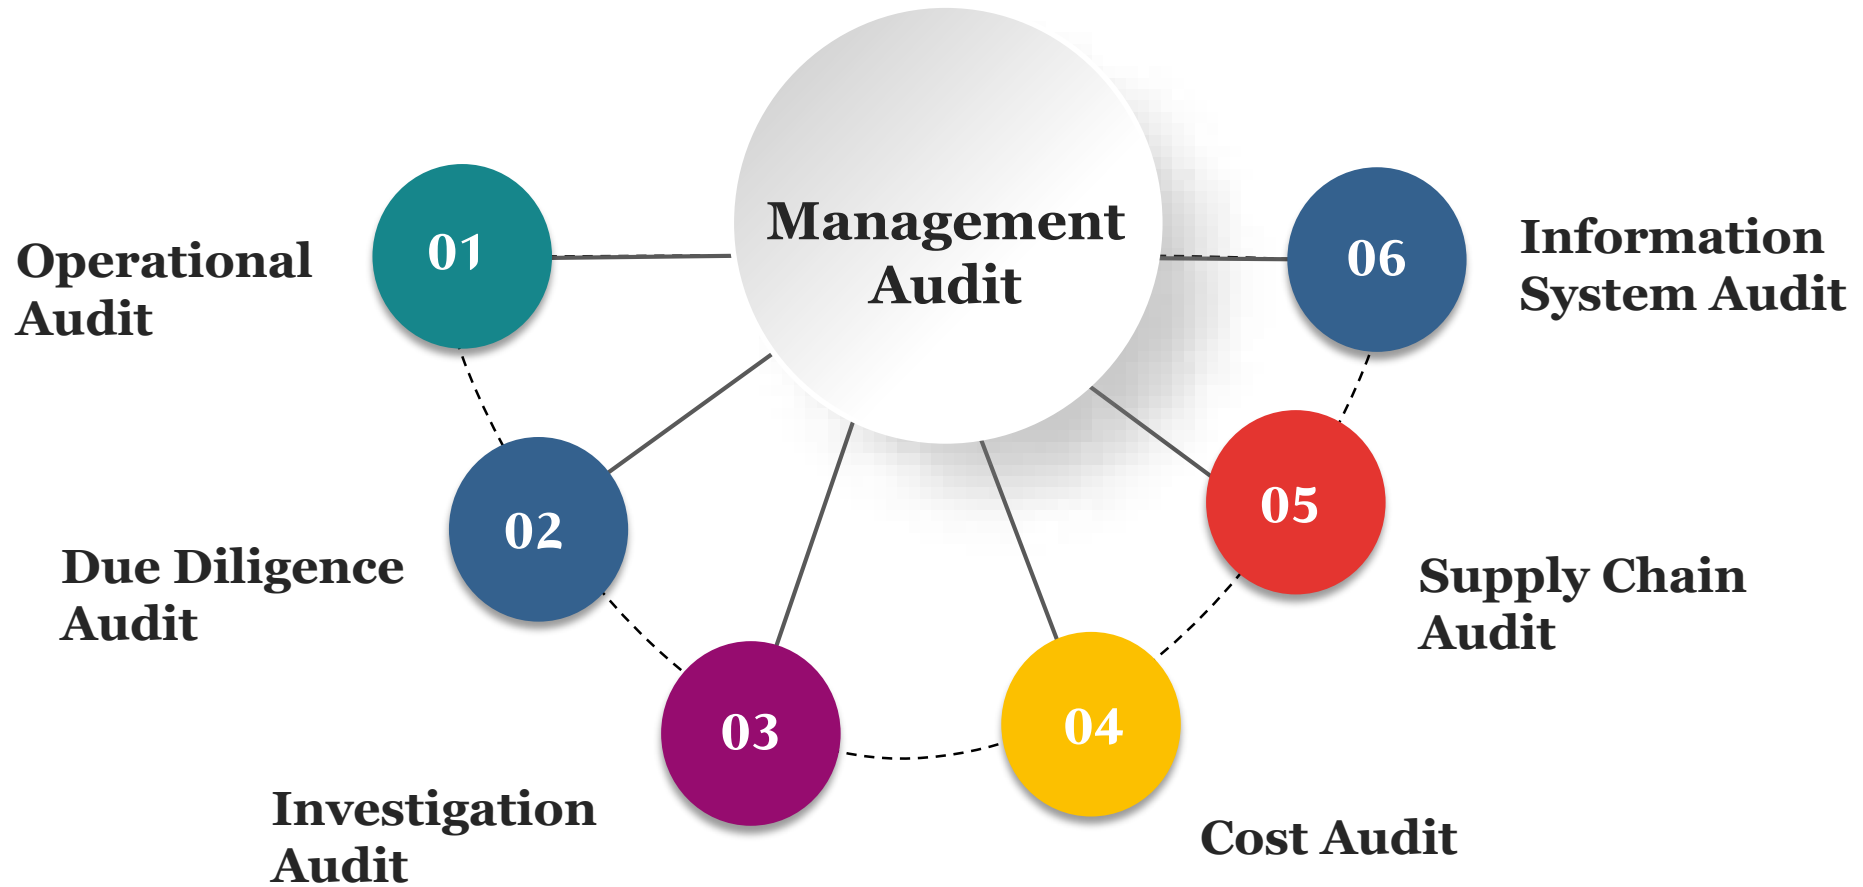 Management
Audit
01
Operational
Audit
02
Due Diligence
Audit
03
Investigation
Audit
04
Cost Audit
05
Supply Chain
Audit
06
Information
System Audit